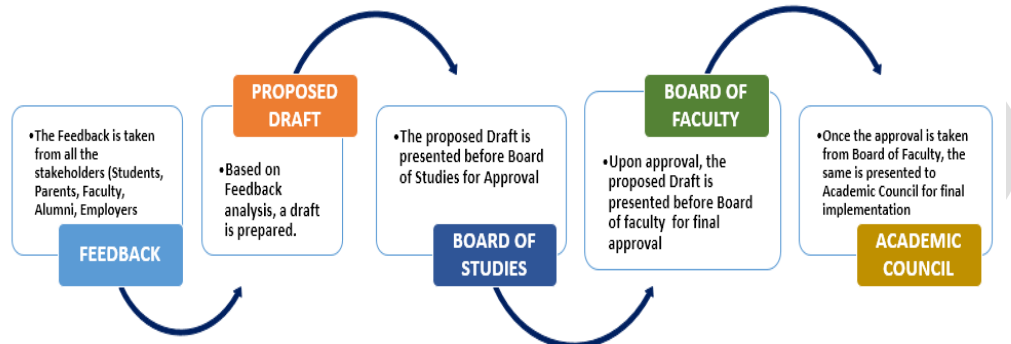 •The Feedback is taken
from all the
stakeholders (Students,
Parents, Faculty,
Alumni, Employers
FEEDBACK
PROPOSED
DRAFT
•Based on
Feedback
analysis, a draft
is prepared.
•The proposed Draft is
presented before Board
of Studies for Approval
BOARD OF
STUDIES
BOARD OF
FACULTY
•Upon approval, the
proposed Draft is
presented before Board
of faculty for final
approval
•Once the approval is taken
from Board of Faculty, the
same is presented to
Academic Council for final
implementation
ACADEMIC
COUNCIL